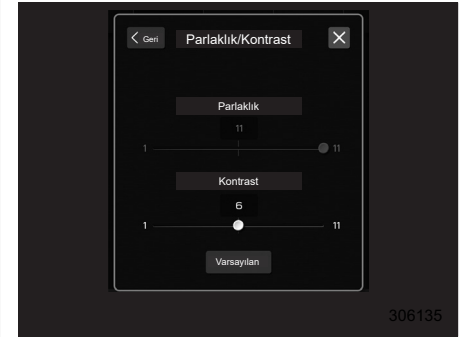 Geri
Parlaklık/Kontrast
Parlaklık
11
1 11
Kontrast
6
1 11
Varsayılan
306135